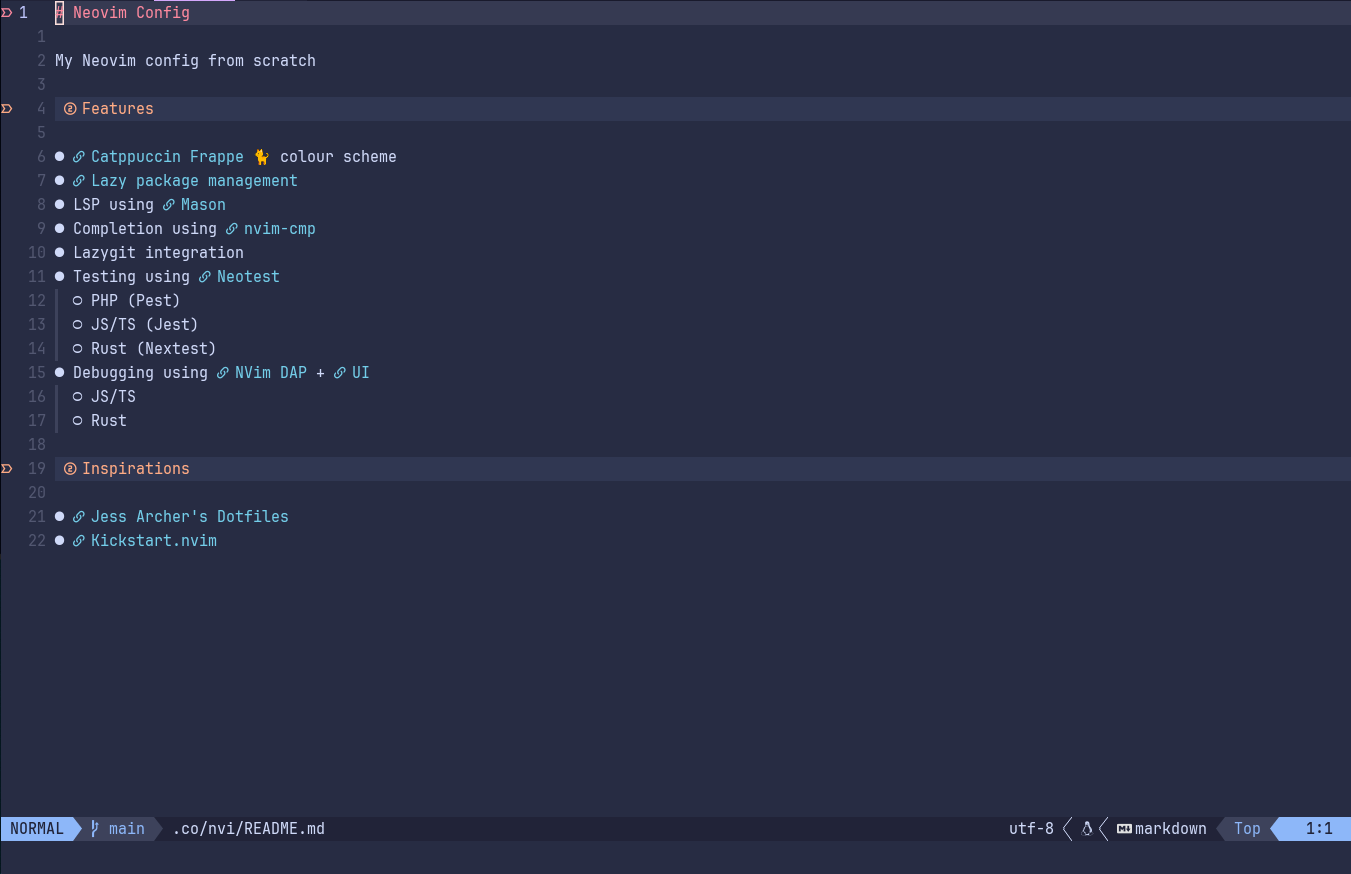 1 # Neovim Config
1
2 My Neovim config from scratch
3
4 Features
5
6 ● Catppuccin Frappe 🐈 colour scheme
7 ● Lazy package management
8 ● LSP using Mason
9 ● Completion using nvim-cmp
10 ● Lazygit integration
11 ● Testing using Neotest
12 ○ PHP (Pest)
13 ○ JS/TS (Jest)
14 ○ Rust (Nextest)
15 ● Debugging using NVim DAP + UI
16 ○ JS/TS
17 ○ Rust
18
19 Inspirations
20
21 ● Jess Archer's Dotfiles
22 ● Kickstart.nvim
NORMAL main .co/nvi/README.md utf-8 markdown Top 1:1